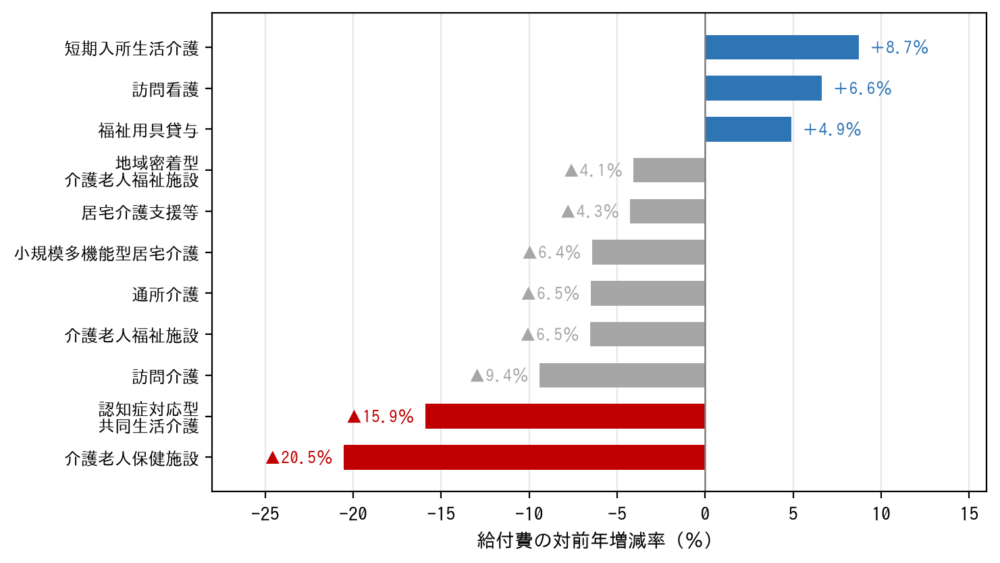 短期入所生活介護
+8.7%
訪問看護
+6.6%
福祉用具貸与
+4.9%
地域密着型
介護老人福祉施設
▲4.1%
居宅介護支援等
▲4.3%
小規模多機能型居宅介護
▲6.4%
通所介護
▲6.5%
介護老人福祉施設
▲6.5%
訪問介護
▲9.4%
認知症対応型
共同生活介護
▲15.9%
介護老人保健施設
▲20.5%
-25 -20 -15 -10 -5 0 5 10 15
給付費の対前年増減率（%）